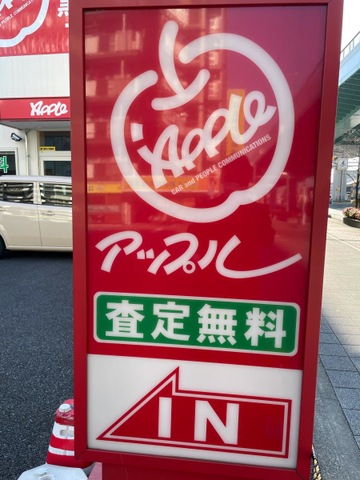 Apple
CAR and PEOPLE COMMUNICATIONS
アップル
査定無料
IN
Apple